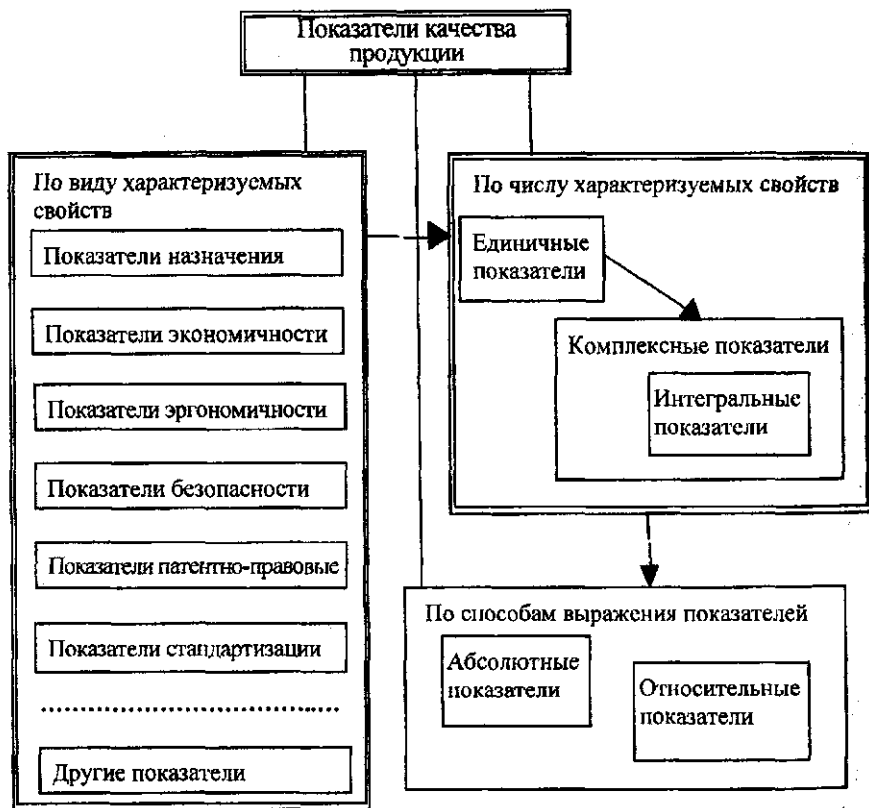 Показатели качества
продукции
По виду характеризуемых
свойств
Показатели назначения
Показатели экономичности
Показатели эргономичности
Показатели безопасности
Показатели патентно-правовые
Показатели стандартизации
Другие показатели
По числу характеризуемых свойств
Единичные
показатели
Комплексные показатели
Интегральные
показатели
По способам выражения показателей
Абсолютные
показатели
Относительные
показатели